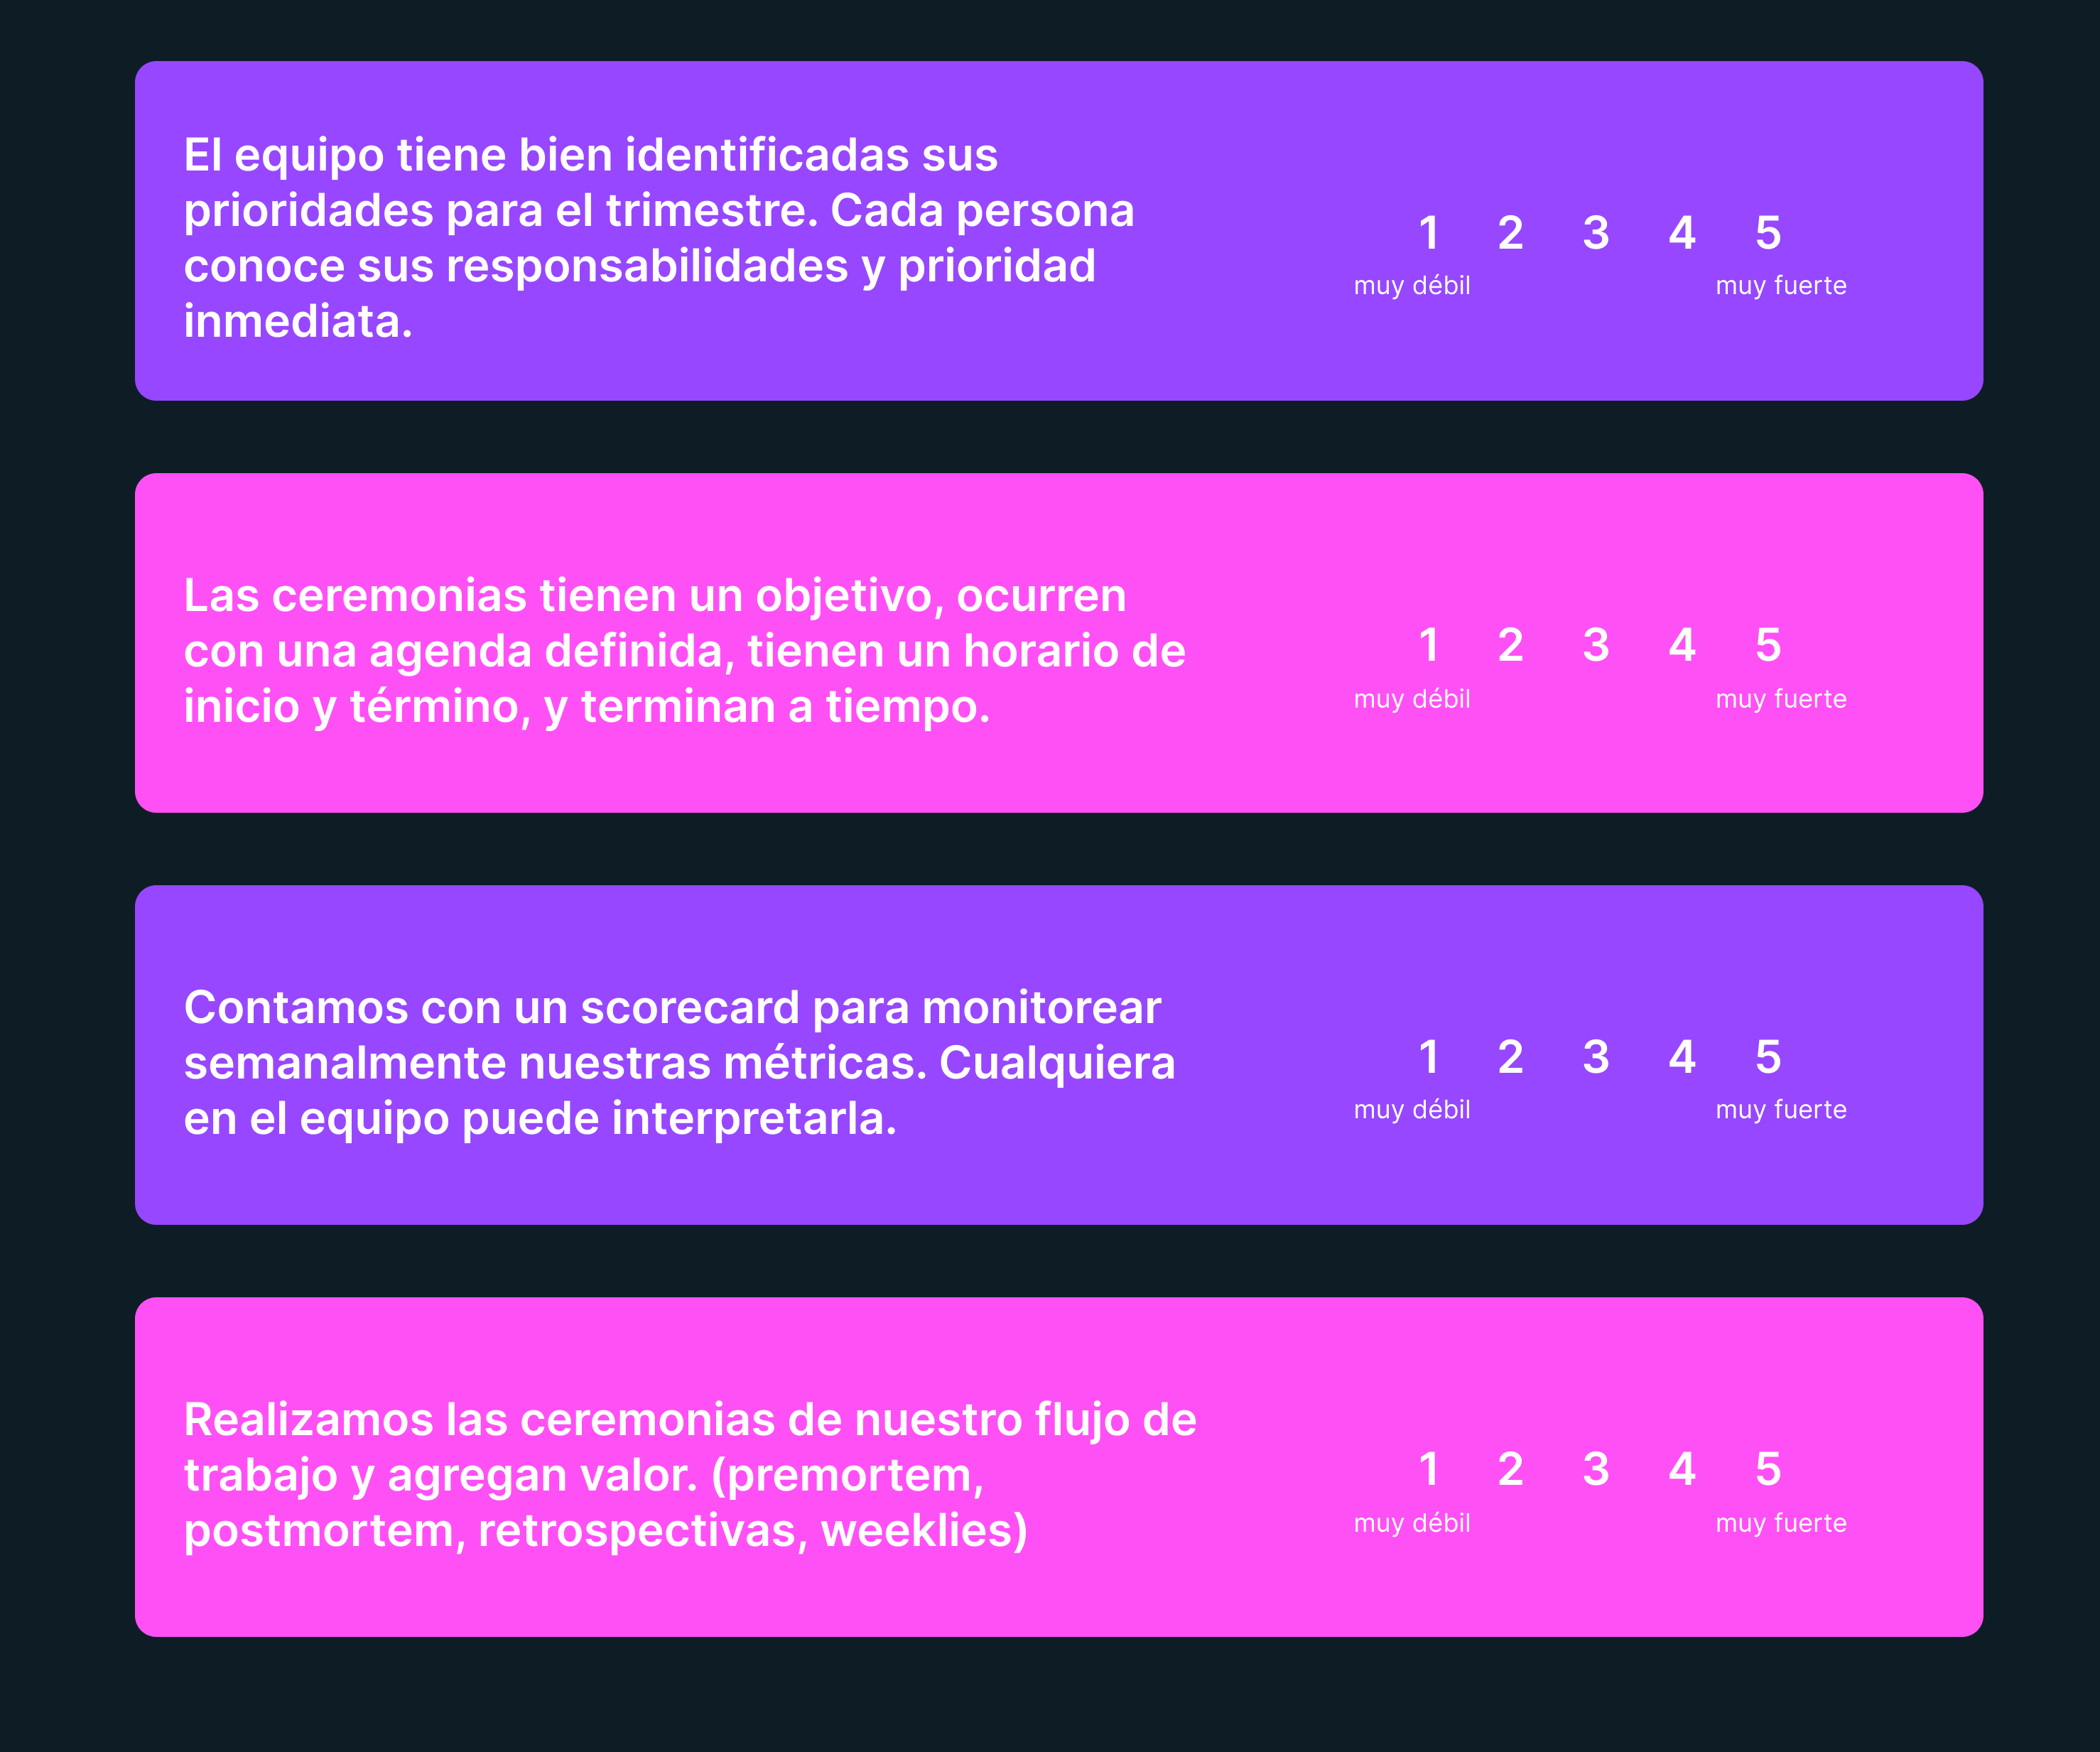 El equipo tiene bien identificadas sus
prioridades para el trimestre. Cada persona
conoce sus responsabilidades y prioridad
inmediata.
1 2 3 4 5
muy débil muy fuerte
Las ceremonias tienen un objetivo, ocurren
con una agenda definida, tienen un horario de
inicio y término, y terminan a tiempo.
1 2 3 4 5
muy débil muy fuerte
Contamos con un scorecard para monitorear
semanalmente nuestras métricas. Cualquiera
en el equipo puede interpretarla.
1 2 3 4 5
muy débil muy fuerte
Realizamos las ceremonias de nuestro flujo de
trabajo y agregan valor. (premortem,
postmortem, retrospectivas, weeklies)
1 2 3 4 5
muy débil muy fuerte